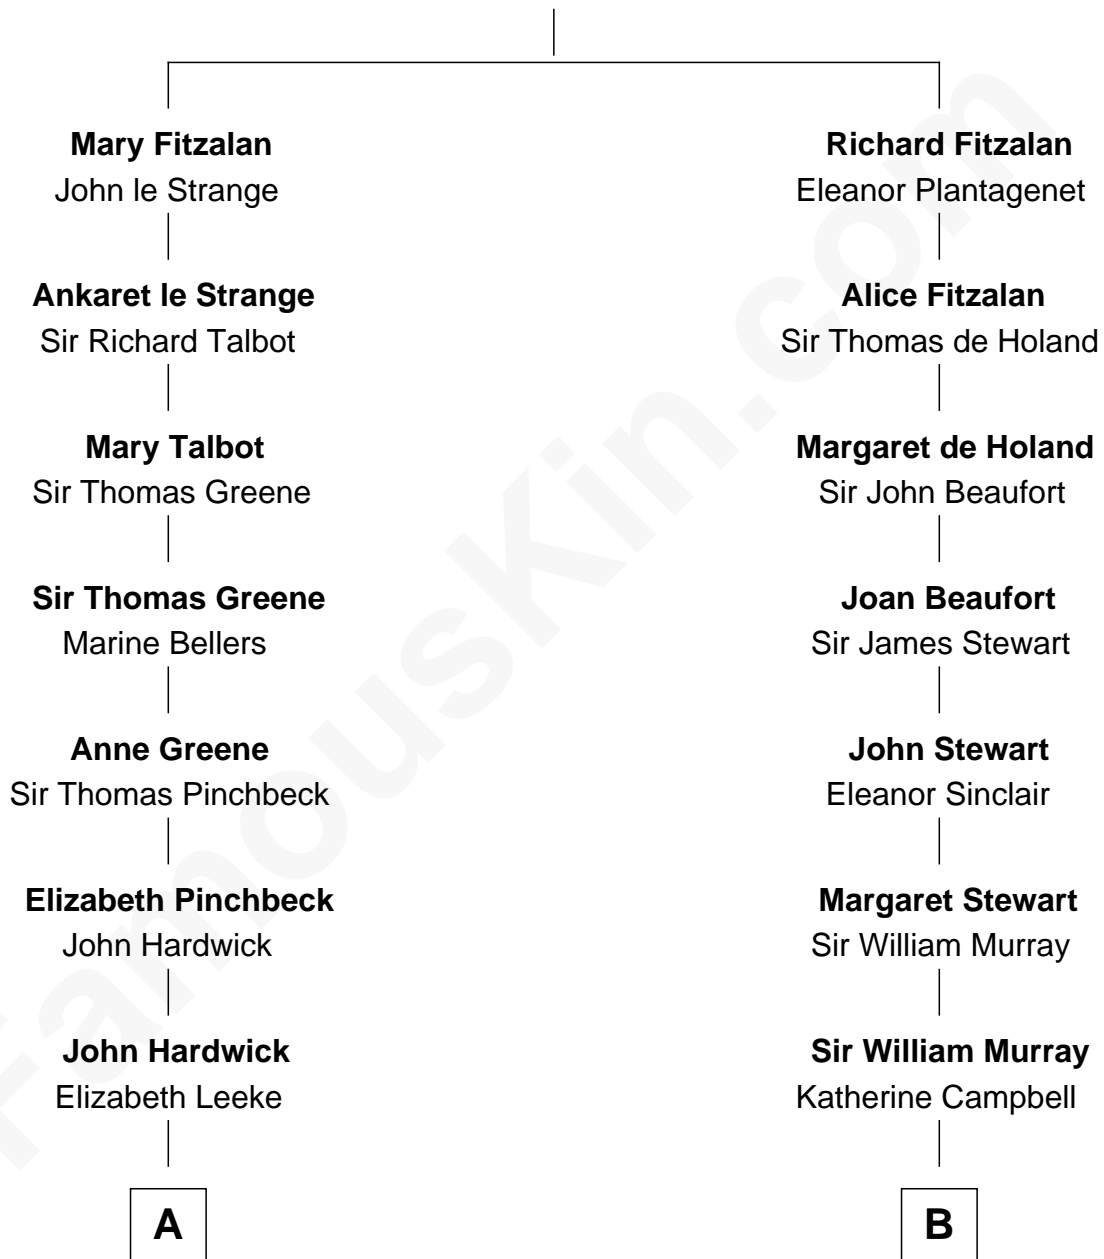 Mary Fitzalan
John le Strange
Ankaret le Strange
Sir Richard Talbot
Mary Talbot
Sir Thomas Greene
Sir Thomas Greene
Marine Bellers
Anne Greene
Sir Thomas Pinchbeck
Elizabeth Pinchbeck
John Hardwick
John Hardwick
Elizabeth Leeke
A
Richard Fitzalan
Eleanor Plantagenet
Alice Fitzalan
Sir Thomas de Holand
Margaret de Holand
Sir John Beaufort
Joan Beaufort
Sir James Stewart
John Stewart
Eleanor Sinclair
Margaret Stewart
Sir William Murray
Sir William Murray
Katherine Campbell
B
FamousKin.com